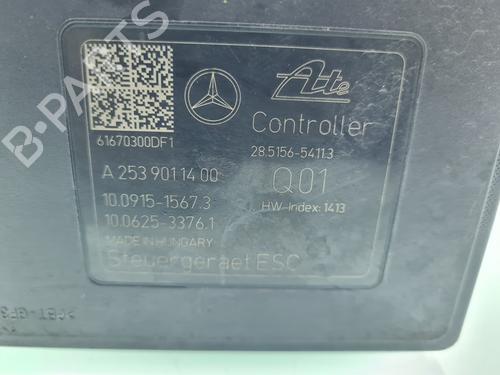 Ate
Controller
61670300DF1
28.5156-5411.3
A 253 901 14 00
Q01
10.0915-1567.3
HW-Index: 1413
10.0625-3376.1
MADE IN HUNGARY
Steuergeraet ESC
B-PARTS